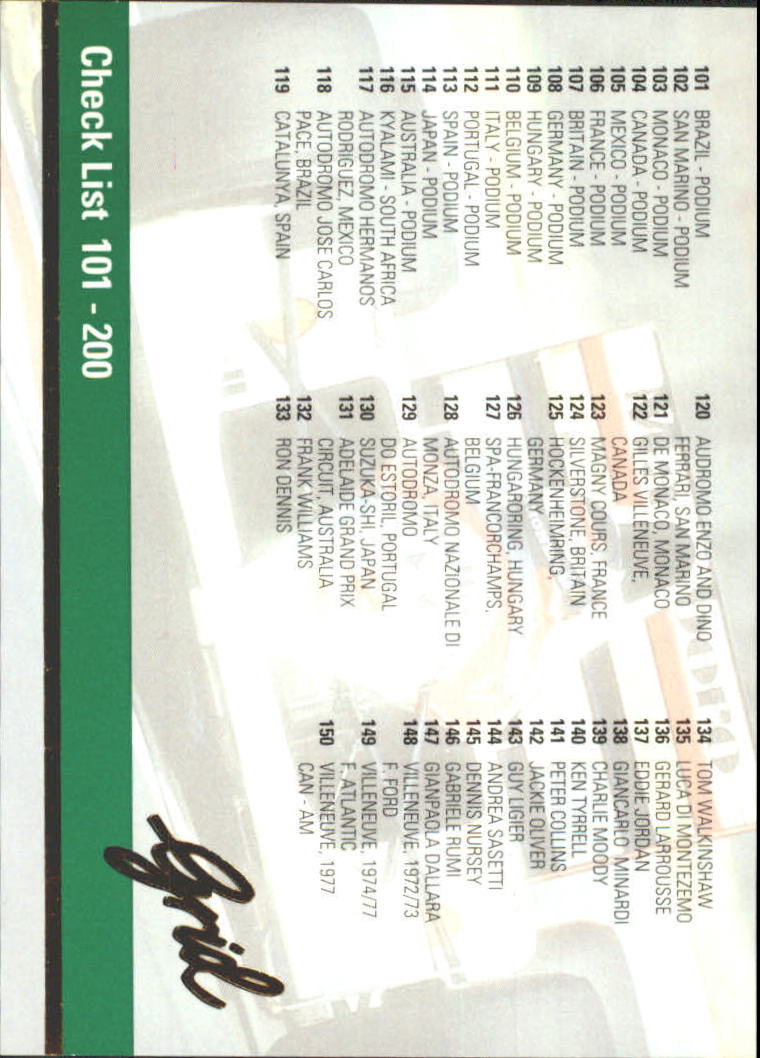 Check List 101 - 200
101 BRAZIL - PODIUM
102 SAN MARINO - PODIUM
103 MONACO - PODIUM
104 CANADA - PODIUM
105 MEXICO - PODIUM
106 FRANCE - PODIUM
107 BRITAIN - PODIUM
108 GERMANY - PODIUM
109 HUNGARY - PODIUM
110 BELGIUM - PODIUM
111 ITALY - PODIUM
112 PORTUGAL - PODIUM
113 SPAIN - PODIUM
114 JAPAN - PODIUM
115 AUSTRALIA - PODIUM
116 KYALAMI - SOUTH AFRICA
117 AUTODROMO HERMANOS
RODRIGUEZ, MEXICO
118 AUTODROMO JOSE CARLOS
PACE, BRAZIL
119 CATALUNYA, SPAIN
120 AUDROMO ENZO AND DINO
FERRARI, SAN MARINO
121 DE MONACO, MONACO
122 GILLES VILLENEUVE,
CANADA
123 MAGNY COURS, FRANCE
124 SILVERSTONE, BRITAIN
125 HOCKENHEIMRING,
GERMANY
126 HUNGARORING, HUNGARY
127 SPA-FRANCORCHAMPS,
BELGIUM
128 AUTODROMO NAZIONALE DI
MONZA, ITALY
129 AUTODROMO
DO ESTORIL, PORTUGAL
130 SUZUKA-SHI, JAPAN
131 ADELAIDE GRAND PRIX
CIRCUIT, AUSTRALIA
132 FRANK WILLIAMS
133 RON DENNIS
134 TOM WALKINSHAW
135 LUCA DI MONTEZEMO
136 GERARD LARROUSSE
137 EDDIE JORDAN
138 GIANCARLO, MINARDI
139 CHARLIE MOODY
140 KEN TYRRELL
141 PETER COLLINS
142 JACKIE OLIVER
143 GUY LIGIER
144 ANDREA SASETTI
145 DENNIS NURSEY
146 GABRIELE RUMI
147 GIANPAOLA DALLARA
148 VILLENEUVE, 1972/73
F. FORD
149 VILLENEUVE, 1974/77
F. ATLANTIC
150 VILLENEUVE, 1977
CAN - AM
Grid